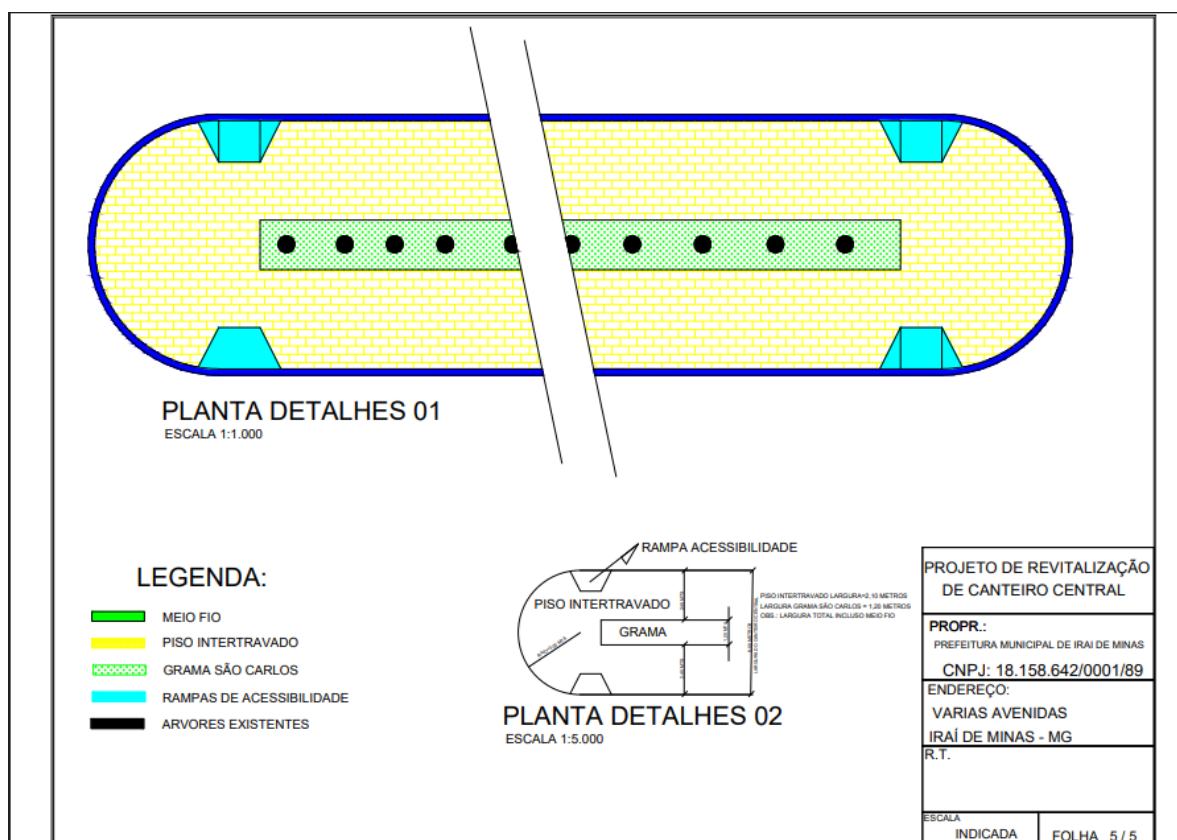 PLANTA DETALHES 01
ESCALA 1:1.000
LEGENDA:
MEIO FIO
PISO INTERTRAVADO
GRAMA SÃO CARLOS
RAMPAS DE ACESSIBILIDADE
ARVORES EXISTENTES
RAMPA ACESSIBILIDADE
PISO INTERTRAVADO
GRAMA
PISO INTERTRAVADO LARGURA=2,10 METROS
LARGURA GRAMA SÃO CARLOS = 1,20 METROS
OBS.: LARGURA TOTAL INCLUSO MEIO FIO
PLANTA DETALHES 02
ESCALA 1:5.000
PROJETO DE REVITALIZAÇÃO
DE CANTEIRO CENTRAL
PROPR.:
PREFEITURA MUNICIPAL DE IRAI DE MINAS
CNPJ: 18.158.642/0001/89
ENDEREÇO:
VARIAS AVENIDAS
IRAÍ DE MINAS - MG
R.T.
ESCALA
INDICADA
FOLHA 5 / 5